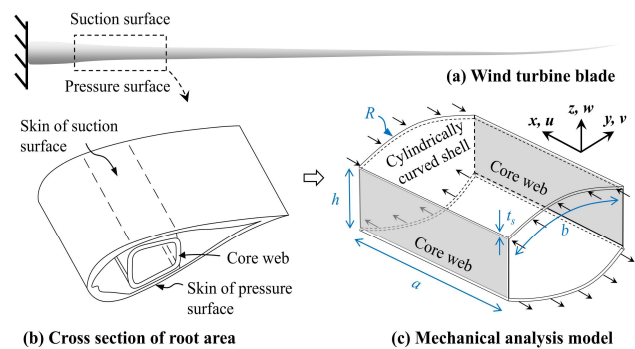 Suction surface
Pressure surface
(a) Wind turbine blade
Skin of suction
surface
Core web
Skin of pressure
surface
(b) Cross section of root area
R
Cylindrically
curved shell
z, w
x, u
y, v
Core web
h
t_s
b
Core web
a
(c) Mechanical analysis model